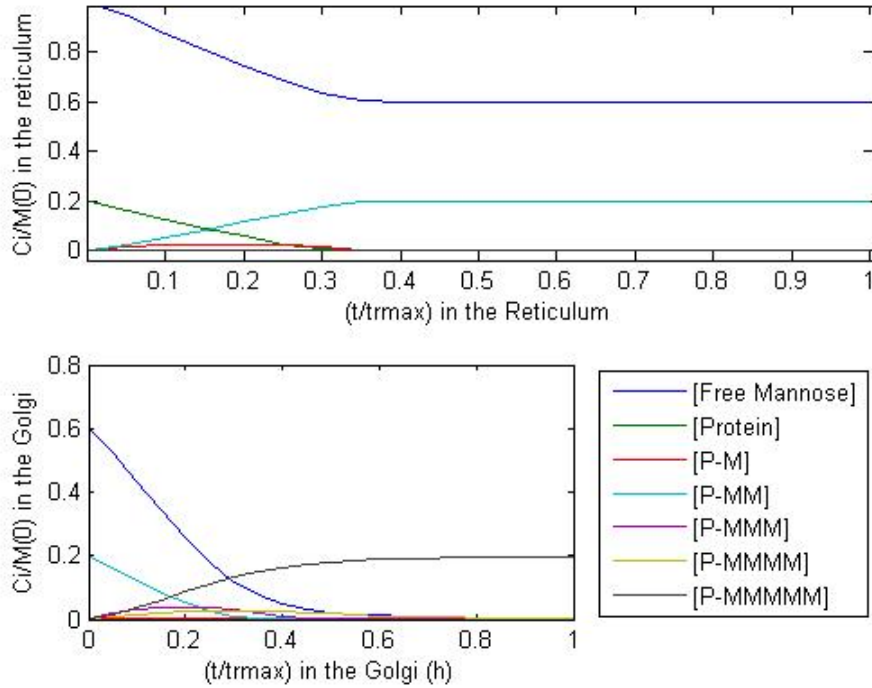 Ci/M(0) in the reticulum
0.8
0.6
0.4
0.2
0
0.1 0.2 0.3 0.4 0.5 0.6 0.7 0.8 0.9 1
(t/trmax) in the Reticulum
Ci/M(0) in the Golgi
0.8
0.6
0.4
0.2
0
0 0.2 0.4 0.6 0.8 1
(t/trmax) in the Golgi (h)
[Free Mannose]
[Protein]
[P-M]
[P-MM]
[P-MMM]
[P-MMMM]
[P-MMMMM]